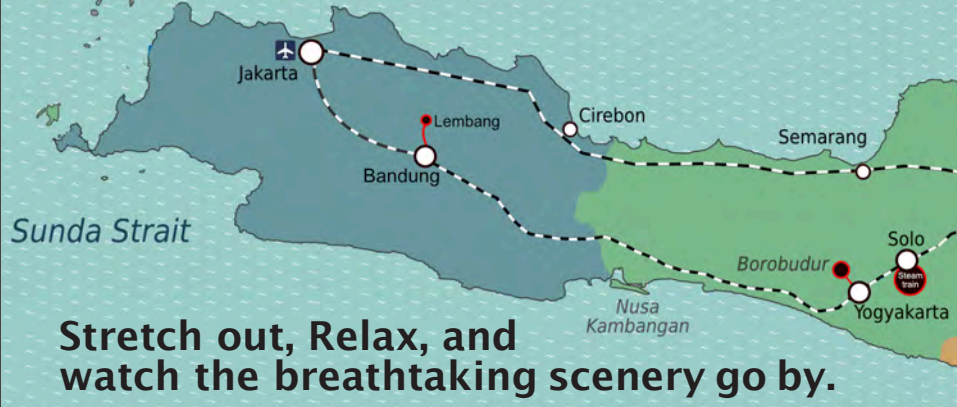 Jakarta
Cirbon
Lembang
Semarang
Bandung
Sunda Strait
Solo
Borobudur
Steam
train
Nusa
Kambangan
Yogyakarta
Stretch out, Relax, and
watch the breathtaking scenery go by.